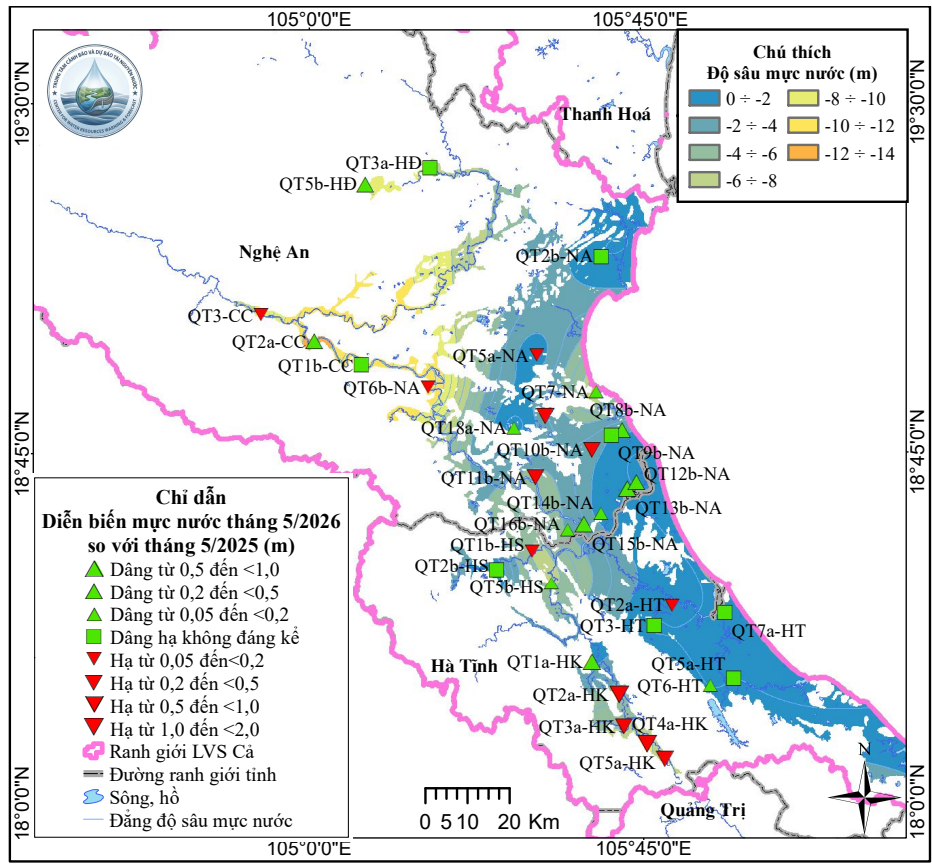 105°0'0"E
105°45'0"E
19°30'0"N
18°45'0"N
18°0'0"N
19°30'0"N
18°45'0"N
18°0'0"N
105°0'0"E
105°45'0"E
TRUNG TÂM CẢNH BÁO VÀ DỰ BÁO TÀI NGUYÊN NƯỚC
Chú thích
Độ sâu mực nước (m)
0 ÷ -2
-2 ÷ -4
-4 ÷ -6
-6 ÷ -8
-8 ÷ -10
-10 ÷ -12
-12 ÷ -14
Thanh Hoá
QT3a-HĐ
QT5b-HĐ
Nghệ An
QT2b-NA
QT3-CC
QT2a-CC
QT1b-CC
QT5a-NA
QT6b-NA
QT7-NA
QT8b-NA
QT18a-NA
QT10b-NA
QT9b-NA
QT11b-NA
QT12b-NA
QT14b-NA
QT13b-NA
QT16b-NA
QT15b-NA
QT1b-HS
QT2b-HS
QT5b-HS
QT2a-HT
QT3-HT
QT7a-HT
Hà Tĩnh
QT1a-HK
QT5a-HT
QT6-HT
QT2a-HK
QT3a-HK
QT4a-HK
QT5a-HK
Quảng Trị
N
0 5 10 20 Km
Chỉ dẫn
Diễn biến mực nước tháng 5/2026
so với tháng 5/2025 (m)
Dâng từ 0,5 đến <1,0
Dâng từ 0,2 đến <0,5
Dâng từ 0,05 đến <0,2
Dâng hạ không đáng kể
Hạ từ 0,05 đến<0,2
Hạ từ 0,2 đến <0,5
Hạ từ 0,5 đến <1,0
Hạ từ 1,0 đến <2,0
Ranh giới LVS Cả
Đường ranh giới tỉnh
Sông, hồ
Đẳng độ sâu mực nước